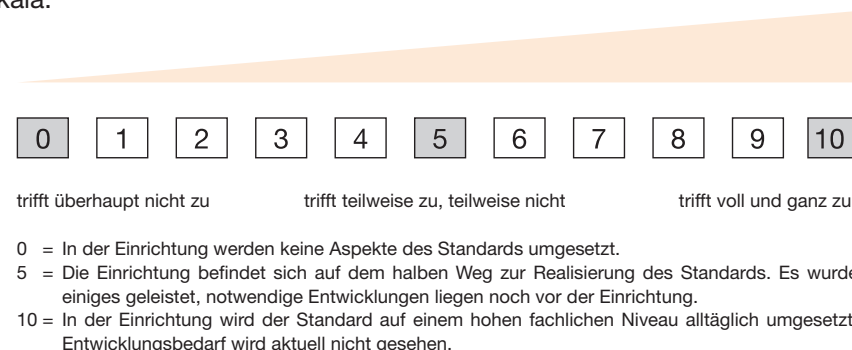 kala:
0 1 2 3 4 5 6 7 8 9 10
trifft überhaupt nicht zu trifft teilweise zu, teilweise nicht trifft voll und ganz zu
0 = In der Einrichtung werden keine Aspekte des Standards umgesetzt.
5 = Die Einrichtung befindet sich auf dem halben Weg zur Realisierung des Standards. Es wurde
einiges geleistet, notwendige Entwicklungen liegen noch vor der Einrichtung.
10 = In der Einrichtung wird der Standard auf einem hohen fachlichen Niveau alltäglich umgesetzt
Entwicklungsbedarf wird aktuell nicht gesehen.